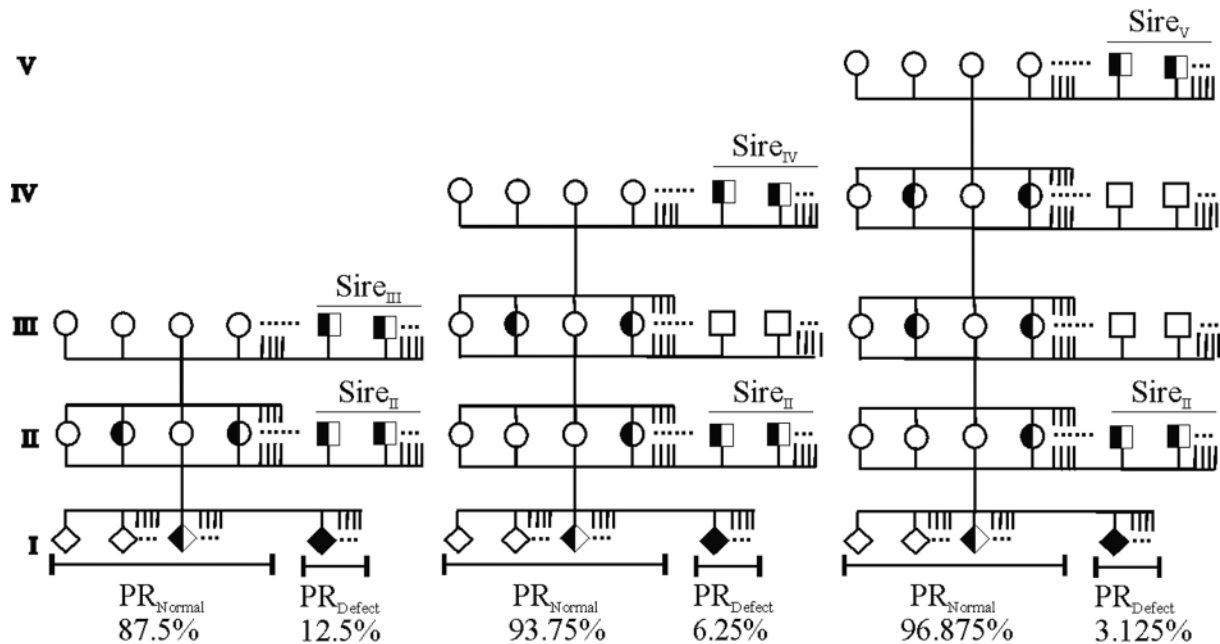 V
Sire_V
IV
Sire_IV
III
Sire_III
II
Sire_II
Sire_II
Sire_II
I
PR_Normal PR_Defect PR_Normal PR_Defect PR_Normal PR_Defect
87.5% 12.5% 93.75% 6.25% 96.875% 3.125%